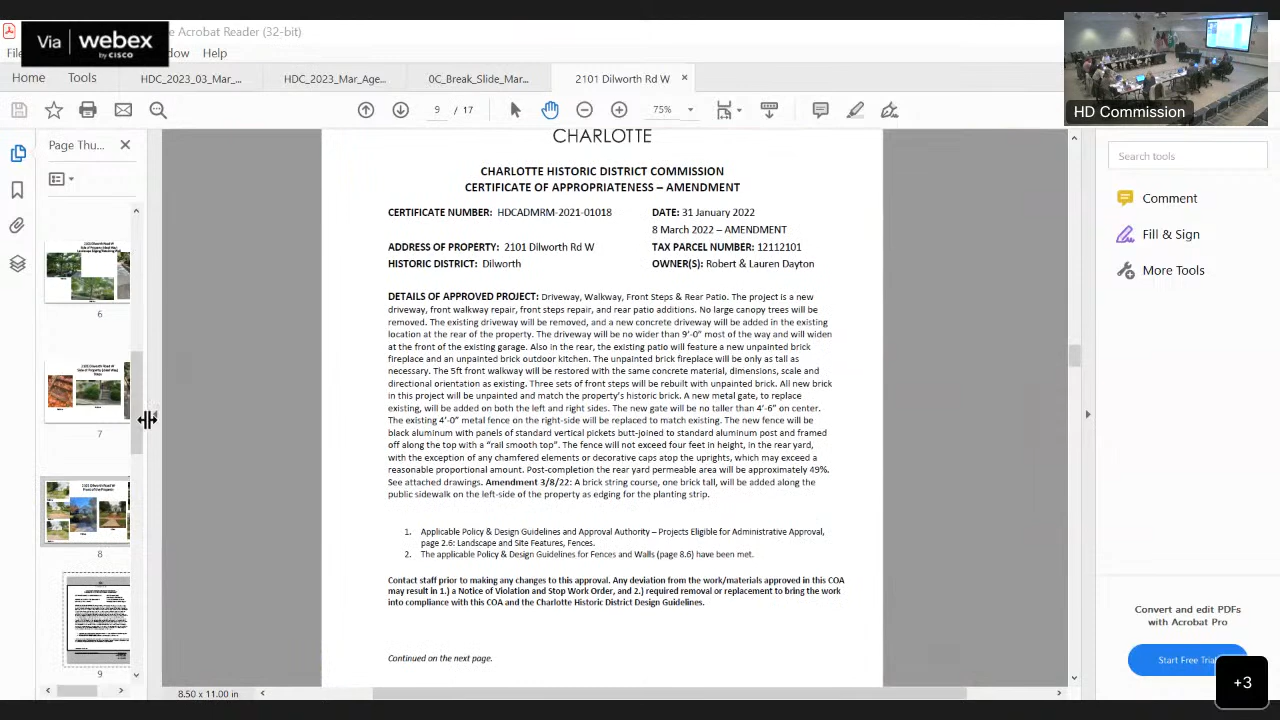 Via webex
by CISCO
e Acrobat Reader (32-bit)
dow Help
Home Tools HDC_2023_03_Mar_... HDC_2023_Mar_Age... 0C_Break_Slide_Mar... 2101 Dilworth Rd W ×
9 / 17 75%
HD Commission
Page Thu... ×
6
7
8
9
CHARLOTTE
CHARLOTTE HISTORIC DISTRICT COMMISSION
CERTIFICATE OF APPROPRIATENESS – AMENDMENT
CERTIFICATE NUMBER: HDCADMRM-2021-01018 DATE: 31 January 2022
8 March 2022 – AMENDMENT
ADDRESS OF PROPERTY: 2101 Dilworth Rd W TAX PARCEL NUMBER: 12112101
HISTORIC DISTRICT: Dilworth OWNER(S): Robert & Lauren Dayton
DETAILS OF APPROVED PROJECT: Driveway, Walkway, Front Steps & Rear Patio. The project is a new
driveway, front walkway repair, front steps repair, and rear patio additions. No large canopy trees will be
removed. The existing driveway will be removed, and a new concrete driveway will be added in the existing
location at the rear of the property. The driveway will be no wider than 9'-0" most of the way and will widen
at the front of the existing garage. Also in the rear, the existing patio will feature a new unpainted brick
fireplace and an unpainted brick outdoor kitchen. The unpainted brick fireplace will be only as tall as
necessary. The 5ft front walkway will be restored with the same concrete material, dimensions, scale and
directional orientation as existing. Three sets of front steps will be rebuilt with unpainted brick. All new brick
in this project will be unpainted and match the property's historic brick. A new metal gate, to replace
existing, will be added on both the left and right sides. The new gate will be no taller than 4'-6" on center.
The existing 4'-0" metal fence on the right-side will be replaced to match existing. The new fence will be
black aluminum with panels of standard vertical pickets butt-joined to standard aluminum post and framed
off along the top with a "rail smooth top". The fence will not exceed four feet in height, in the rear yard,
with the exception of any chamfered elements or decorative caps atop the uprights, which may exceed a
reasonable proportional amount. Post-completion the rear yard permeable area will be approximately 49%.
See attached drawings. Amendment 3/8/22: A brick string course, one brick tall, will be added along the
public sidewalk on the left-side of the property as edging for the planting strip.
1. Applicable Policy & Design Guidelines and Approval Authority – Projects Eligible for Administrative Approval,
page 2.6: Landscape and Site Features, Fences.
2. The applicable Policy & Design Guidelines for Fences and Walls (page 8.6) have been met.
Contact staff prior to making any changes to this approval. Any deviation from the work/materials approved in this COA
may result in 1.) a Notice of Violation and Stop Work Order, and 2.) required removal or replacement to bring the work
into compliance with this COA and the Charlotte Historic District Design Guidelines.
Continued on the next page.
8.50 x 11.00 in
Search tools
Comment
Fill & Sign
More Tools
Convert and edit PDFs
with Acrobat Pro
Start Free Trial
+3